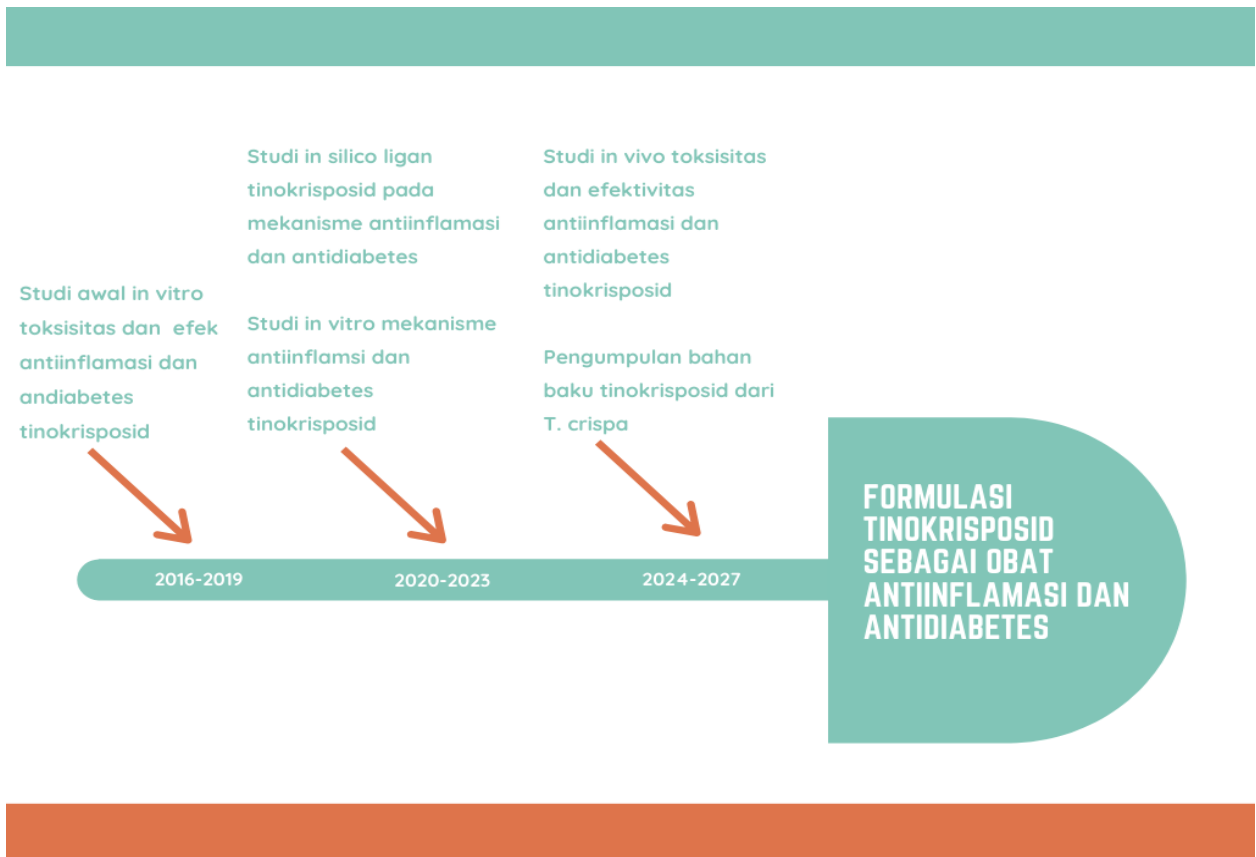 Studi awal in vitro
toksisitas dan efek
antiinflamasi dan
andiabetes
tinokrisposid
Studi in silico ligan
tinokrisposid pada
mekanisme antiinflamasi
dan antidiabetes
Studi in vitro mekanisme
antiinflamsi dan
antidiabetes
tinokrisposid
Studi in vivo toksisitas
dan efektivitas
antiinflamasi dan
antidiabetes
tinokrisposid
Pengumpulan bahan
baku tinokrisposid dari
T. crispa
2016-2019
2020-2023
2024-2027
FORMULASI
TINOKRISPOSID
SEBAGAI OBAT
ANTIINFLAMASI DAN
ANTIDIABETES